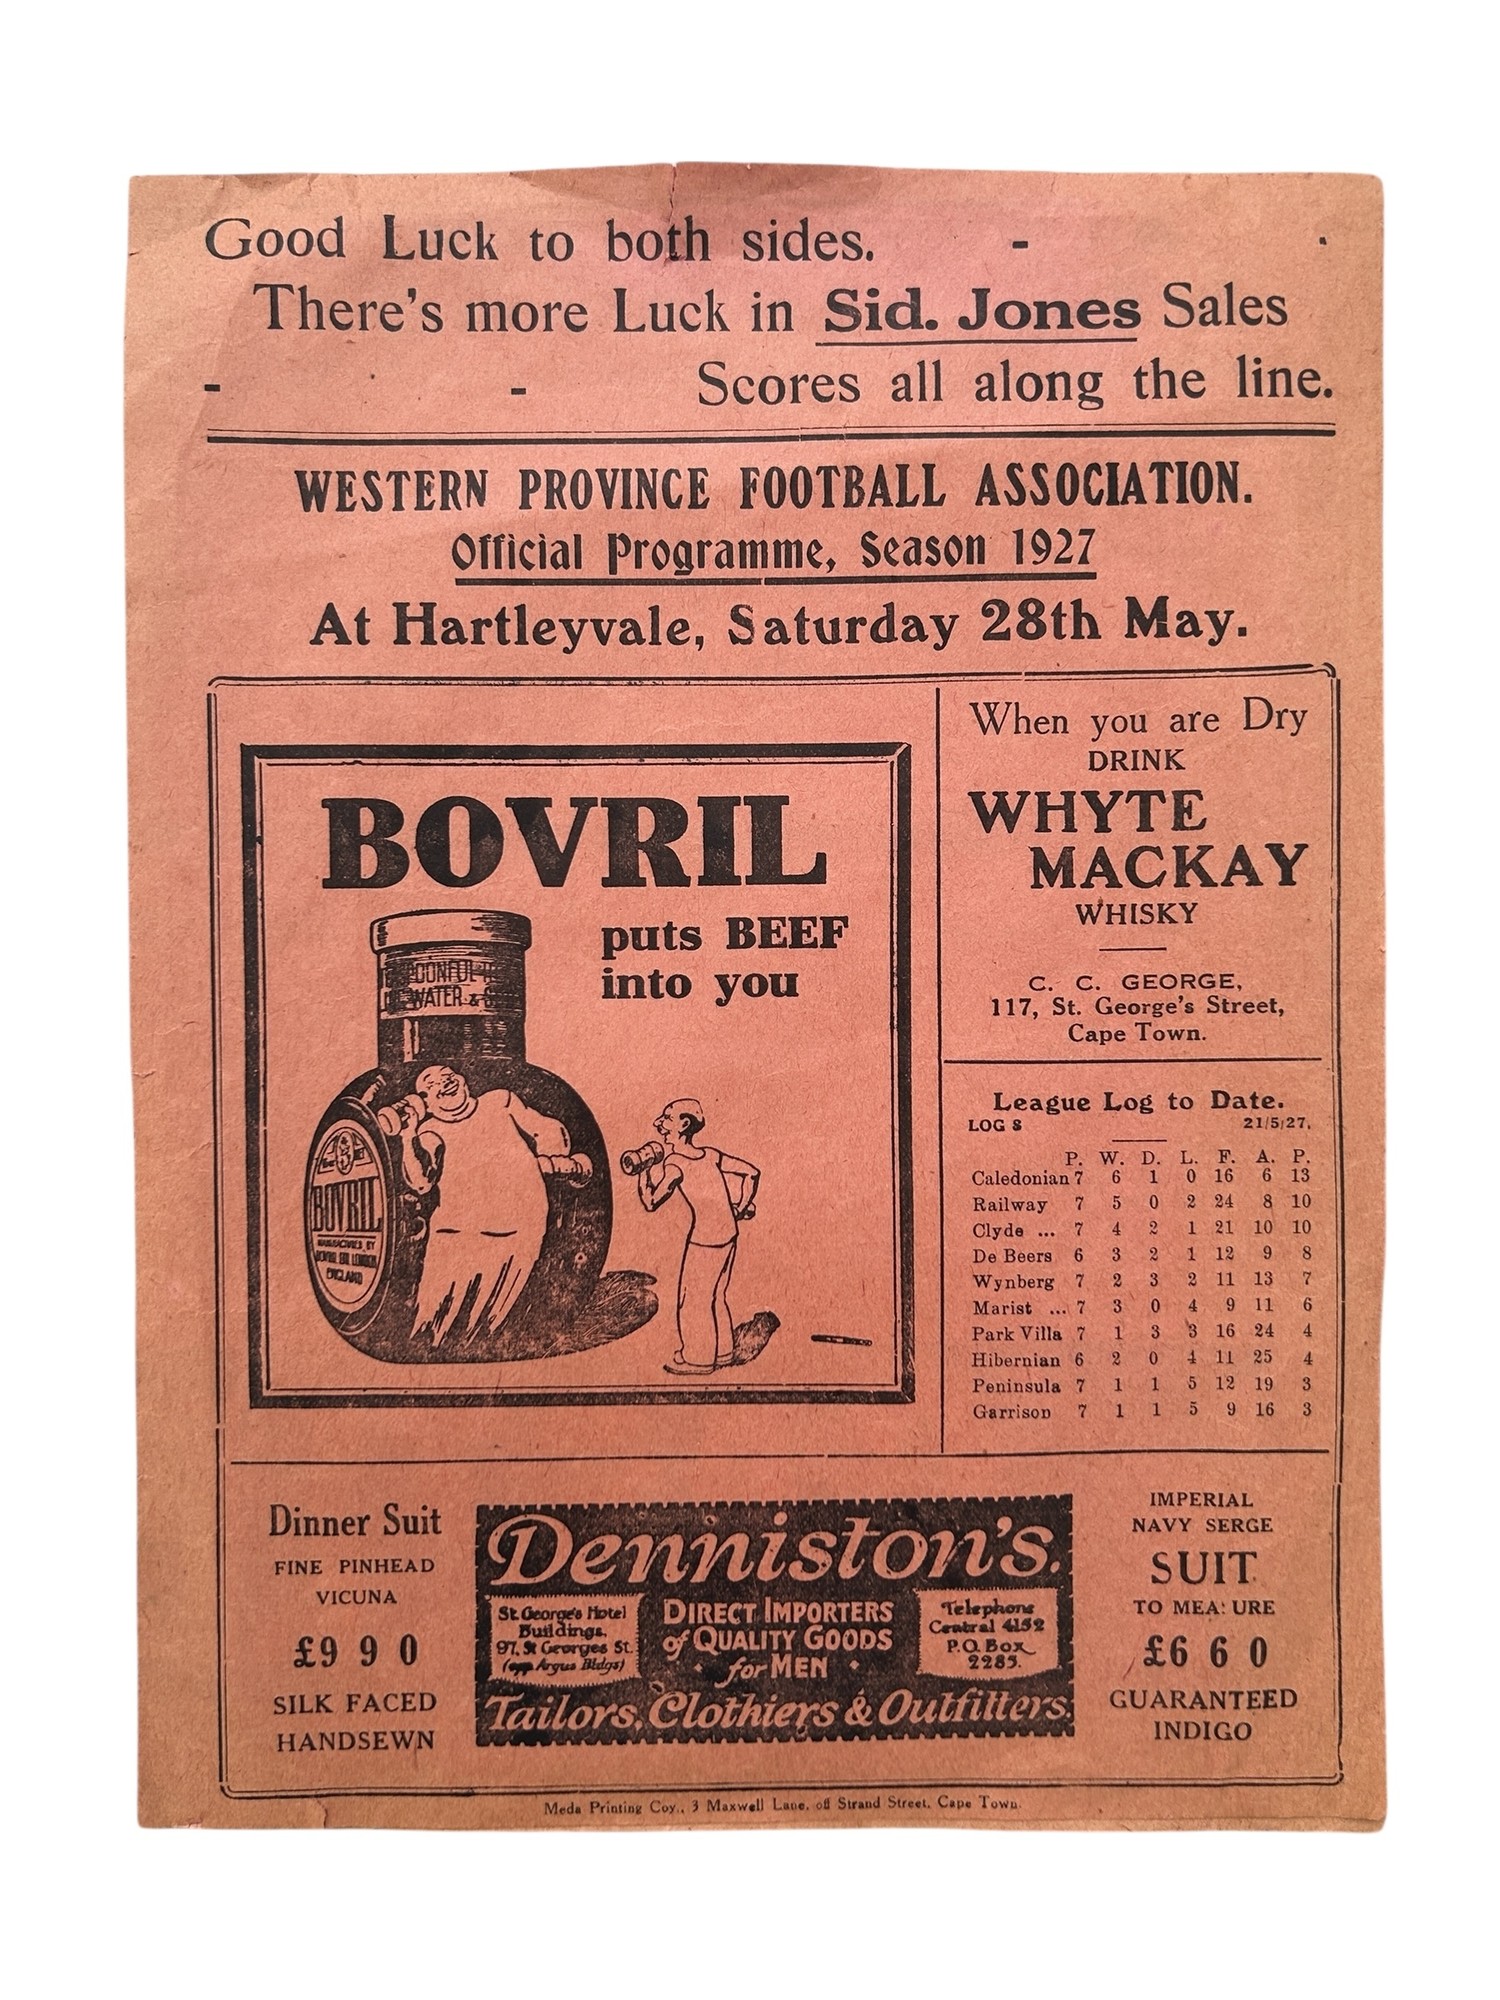 Good Luck to both sides. - -
There's more Luck in Sid. Jones Sales
- - Scores all along the line.
WESTERN PROVINCE FOOTBALL ASSOCIATION.
Official Programme, Season 1927
At Hartleyvale, Saturday 28th May.
BOVRIL
puts BEEF
into you
SPOONFUL
WATER &
BOVRIL
MANUFACTURED BY
BOVRIL LTD LONDON
ENGLAND
When you are Dry
DRINK
WHYTE
MACKAY
WHISKY
C. C. GEORGE,
117, St. George's Street,
Cape Town.
League Log to Date.
LOG 8 21/5/27.
P. W. D. L. F. A. P.
Caledonian 7 6 1 0 16 6 13
Railway 7 5 0 2 24 8 10
Clyde ... 7 4 2 1 21 10 10
De Beers 6 3 2 1 12 9 8
Wynberg 7 2 3 2 11 13 7
Marist ... 7 3 0 4 9 11 6
Park Villa 7 1 3 3 16 24 4
Hibernian 6 2 0 4 11 25 4
Peninsula 7 1 1 5 12 19 3
Garrison 7 1 1 5 9 16 3
Dinner Suit
FINE PINHEAD
VICUNA
£9 9 0
SILK FACED
HANDSEWN
Denniston's.
St. George's Hotel
Buildings.
97, St Georges St.
(opp Argus Bldgs)
DIRECT IMPORTERS
of QUALITY GOODS
for MEN
Telephone
Central 4152
P.O. Box
2285.
Tailors, Clothiers & Outfitters.
IMPERIAL
NAVY SERGE
SUIT
TO MEA: URE
£6 6 0
GUARANTEED
INDIGO
Meda Printing Coy., 3 Maxwell Lane, off Strand Street, Cape Town.